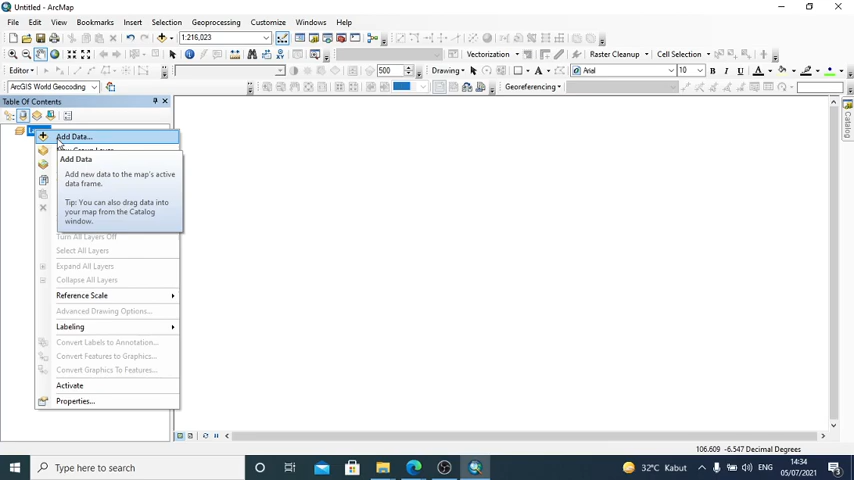 Untitled - ArcMap
File Edit View Bookmarks Insert Selection Geoprocessing Customize Windows Help
1:216,023
Vectorization Raster Cleanup Cell Selection
Editor 500 Drawing Arial 10 B I U A
ArcGIS World Geocoding Georeferencing
Table Of Contents
Catalog
Add Data...
New Group Layer
Add Data
Add new data to the map's active
data frame.
Tip: You can also drag data into
your map from the Catalog
window.
Turn All Layers Off
Select All Layers
Expand All Layers
Collapse All Layers
Reference Scale
Advanced Drawing Options...
Labeling
Convert Labels to Annotation...
Convert Features to Graphics...
Convert Graphics To Features...
Activate
Properties...
106.609 -6.547 Decimal Degrees
Type here to search
32°C Kabut
ENG
14:34
05/07/2021
3